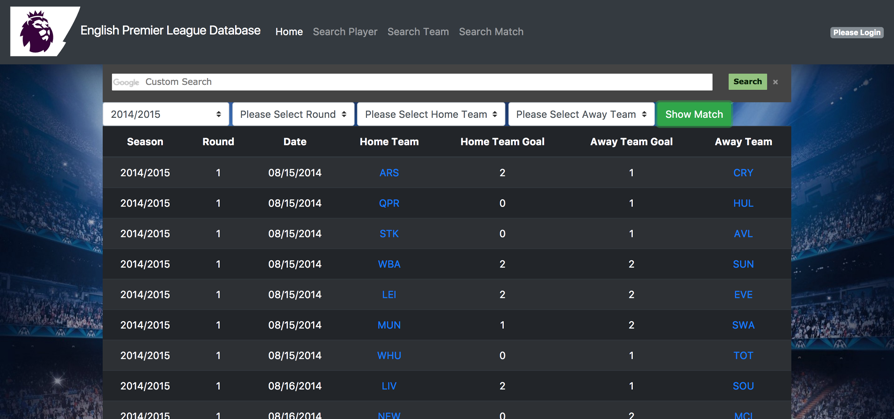 English Premier League Database Home Search Player Search Team Search Match Please Login
Google Custom Search Search ×
2014/2015 Please Select Round Please Select Home Team Please Select Away Team Show Match
Season Round Date Home Team Home Team Goal Away Team Goal Away Team
2014/2015 1 08/15/2014 ARS 2 1 CRY
2014/2015 1 08/15/2014 QPR 0 1 HUL
2014/2015 1 08/15/2014 STK 0 1 AVL
2014/2015 1 08/15/2014 WBA 2 2 SUN
2014/2015 1 08/15/2014 LEI 2 2 EVE
2014/2015 1 08/15/2014 MUN 1 2 SWA
2014/2015 1 08/15/2014 WHU 0 1 TOT
2014/2015 1 08/16/2014 LIV 2 1 SOU
2014/2015 1 08/16/2014 NEW 0 2 MCI